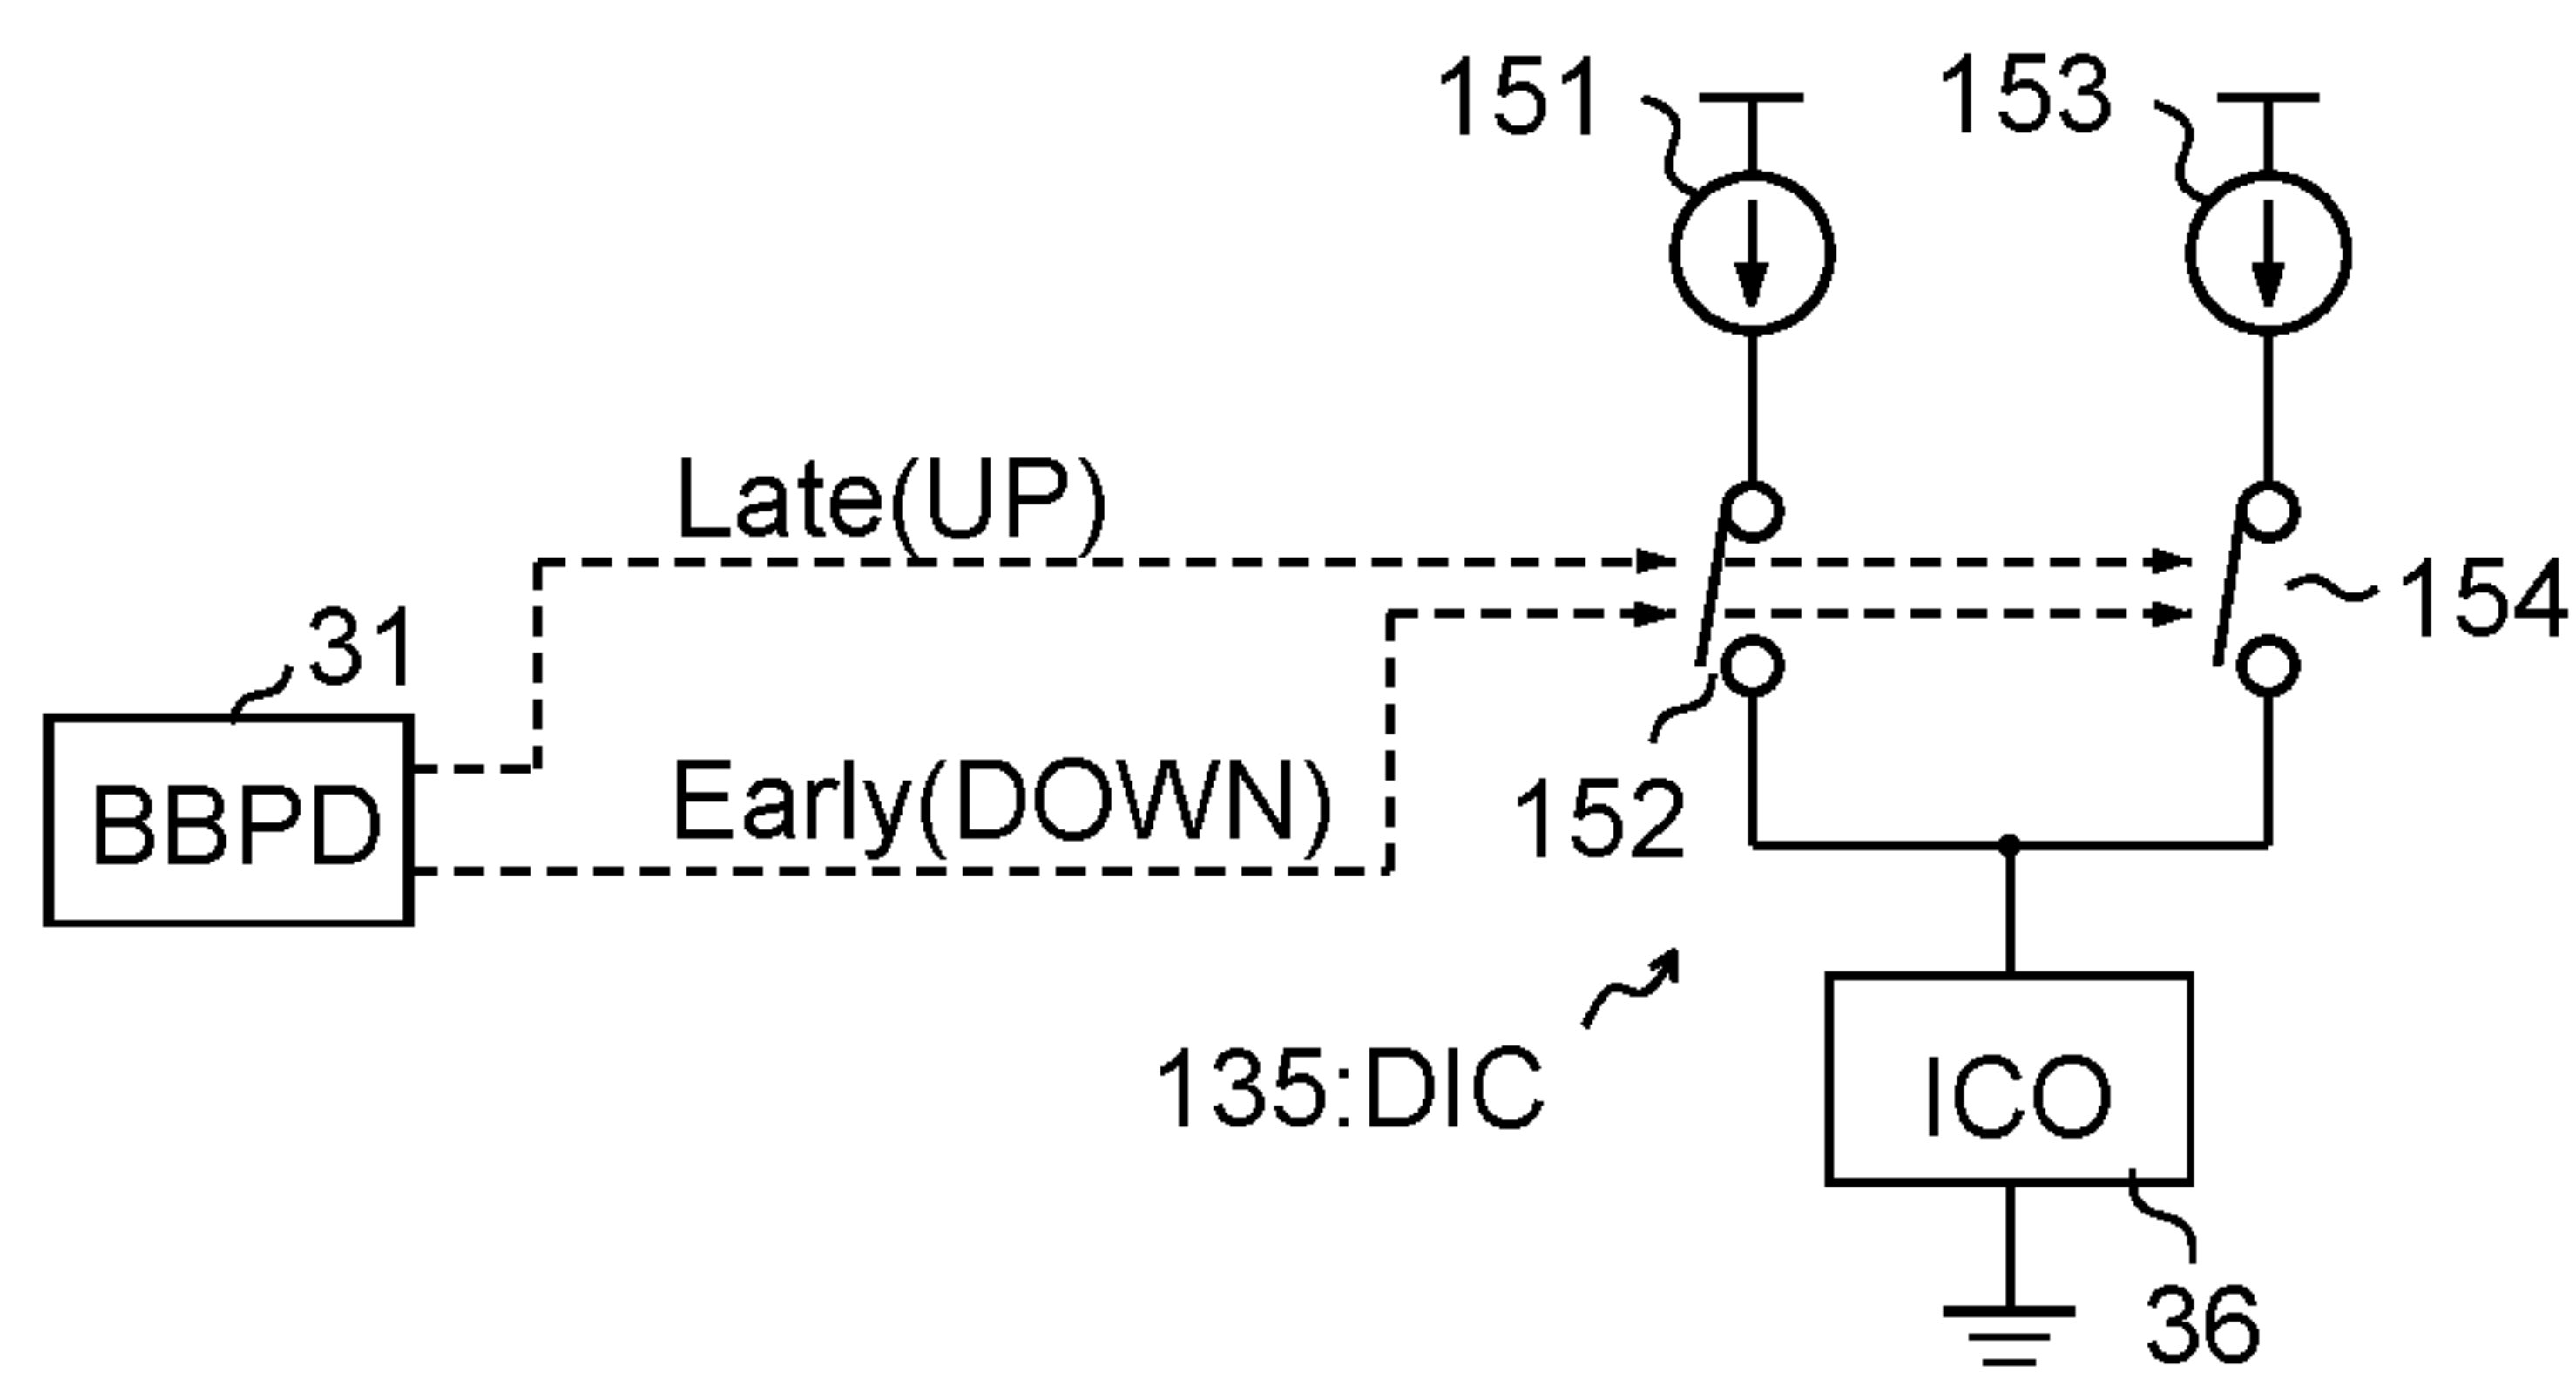 151
153
Late(UP)
154
31
BBPD
Early(DOWN)
152
135:DIC
ICO
36